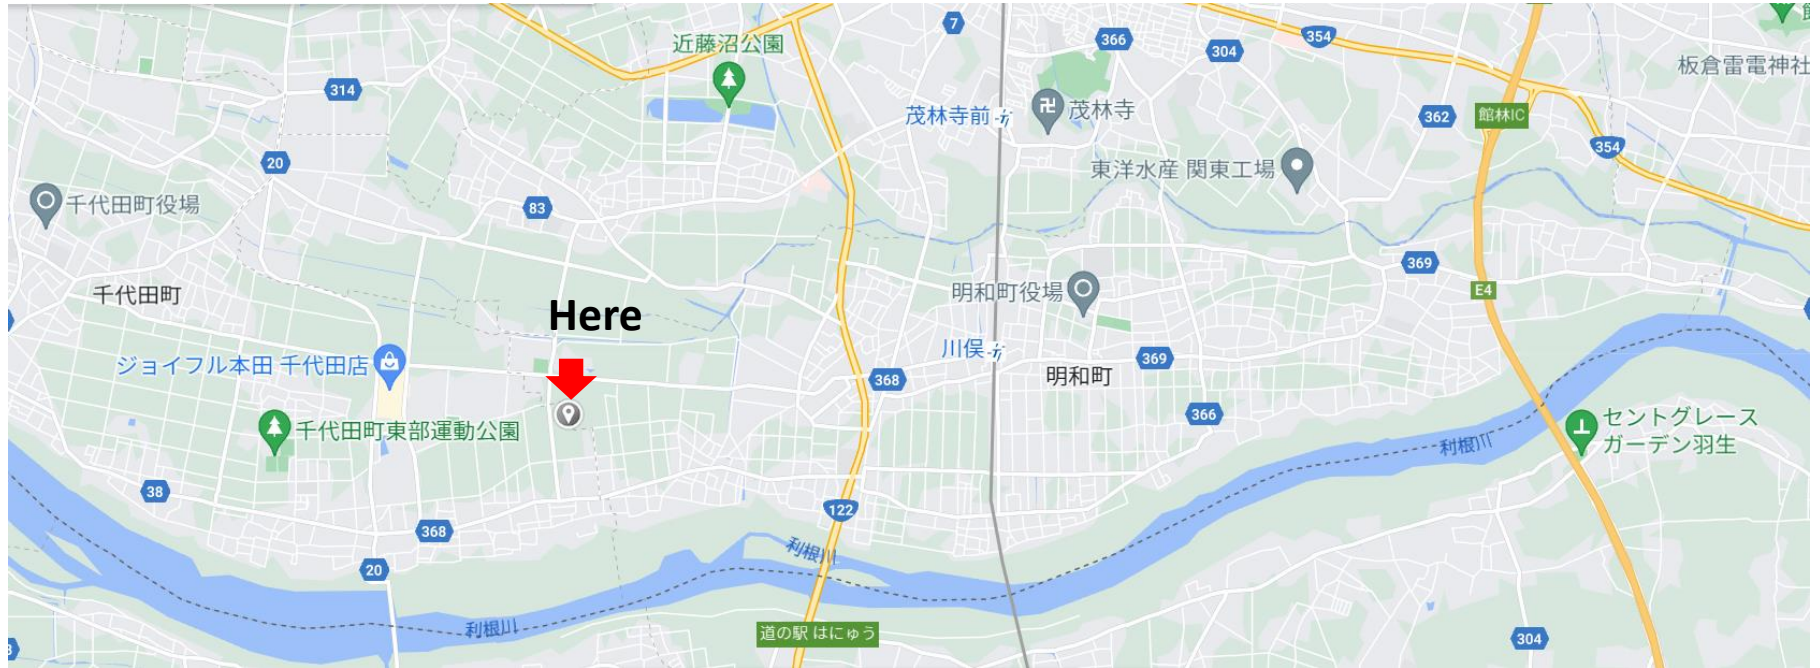 7
366
354
304
近藤沼公園
板倉雷電神社
314
茂林寺前
茂林寺
362
館林IC
354
20
東洋水産 関東工場
千代田町役場
83
369
E4
明和町役場
千代田町
Here
川俣
369
ジョイフル本田 千代田店
368
明和町
366
セントグレース
ガーデン羽生
千代田町東部運動公園
利根川
38
122
368
利根川
20
利根川
道の駅 はにゅう
304